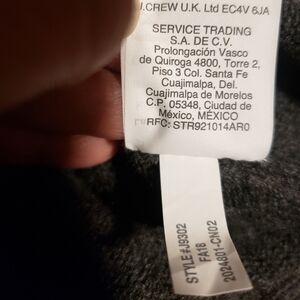 J.CREW U.K. Ltd EC4V 6JA
SERVICE TRADING
S.A. DE C.V.
Prolongación Vasco
de Quiroga 4800, Torre 2,
Piso 3 Col. Santa Fe
Cuajimalpa, Del.
Cuajimalpa de Morelos
C.P. 05348, Ciudad de
México, MÉXICO
RFC: STR921014AR0
STYLE#J9302
FA18
2024801-CN02